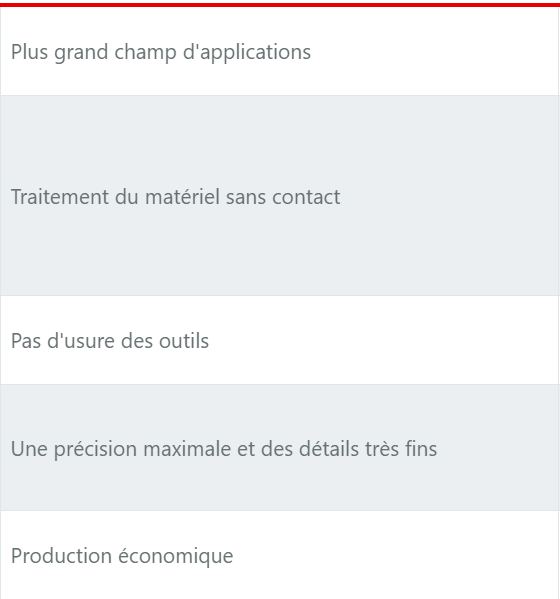 Plus grand champ d'applications
Traitement du matériel sans contact
Pas d'usure des outils
Une précision maximale et des détails très fins
Production économique